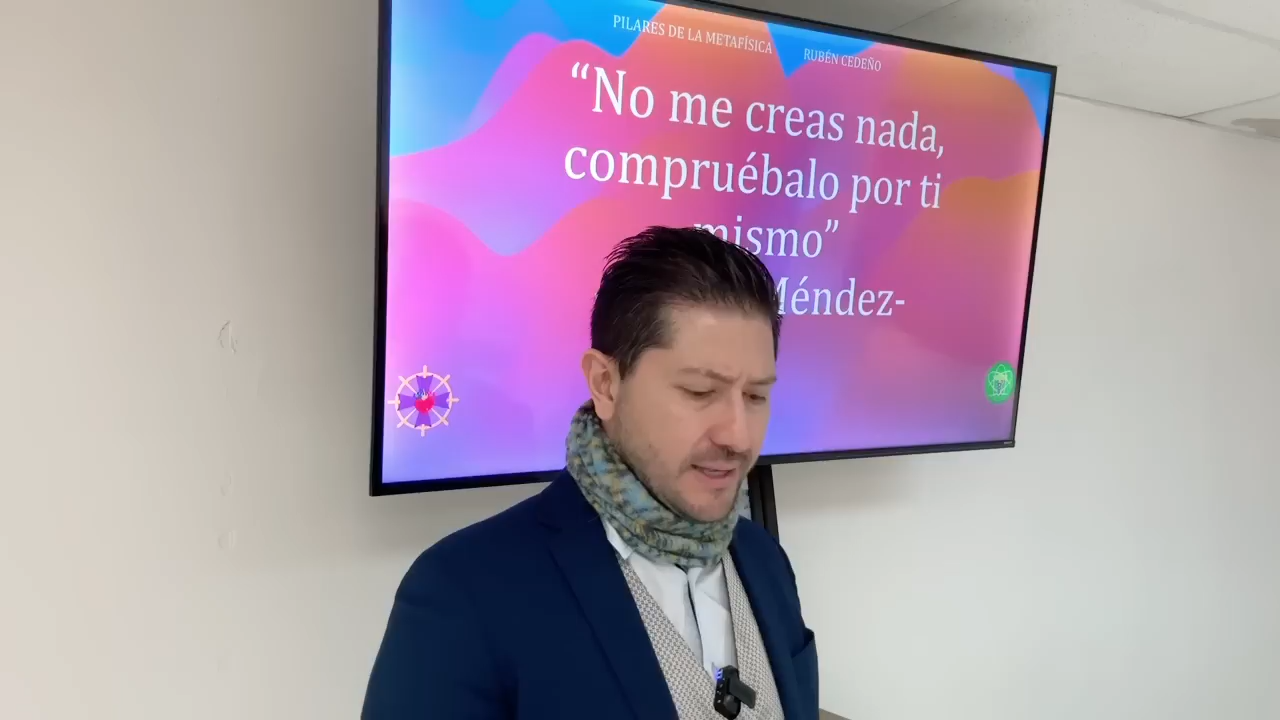 PILARES DE LA METAFÍSICA RUBÉN CEDEÑO
“No me creas nada,
compruébalo por ti
mismo”
Méndez-